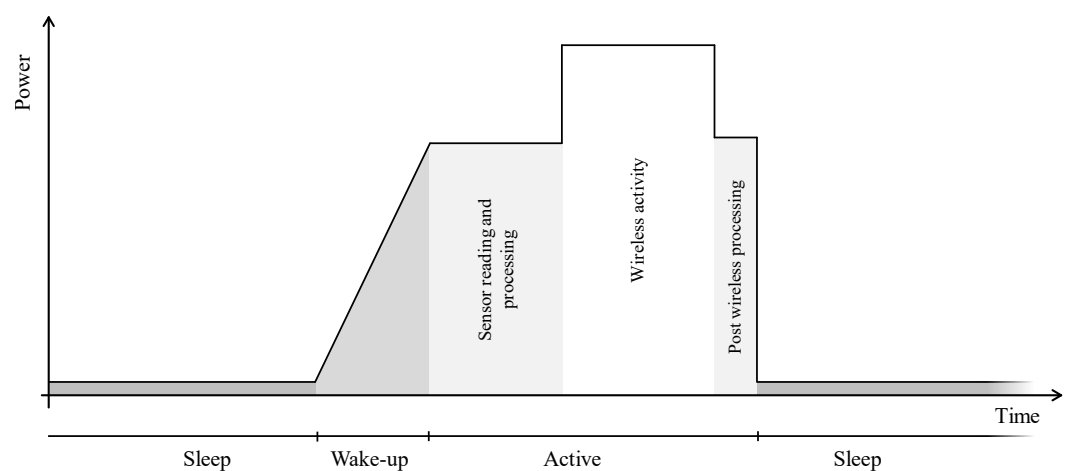 Power
Sensor reading and
processing
Wireless activity
Post wireless processing
Time
Sleep
Wake-up
Active
Sleep